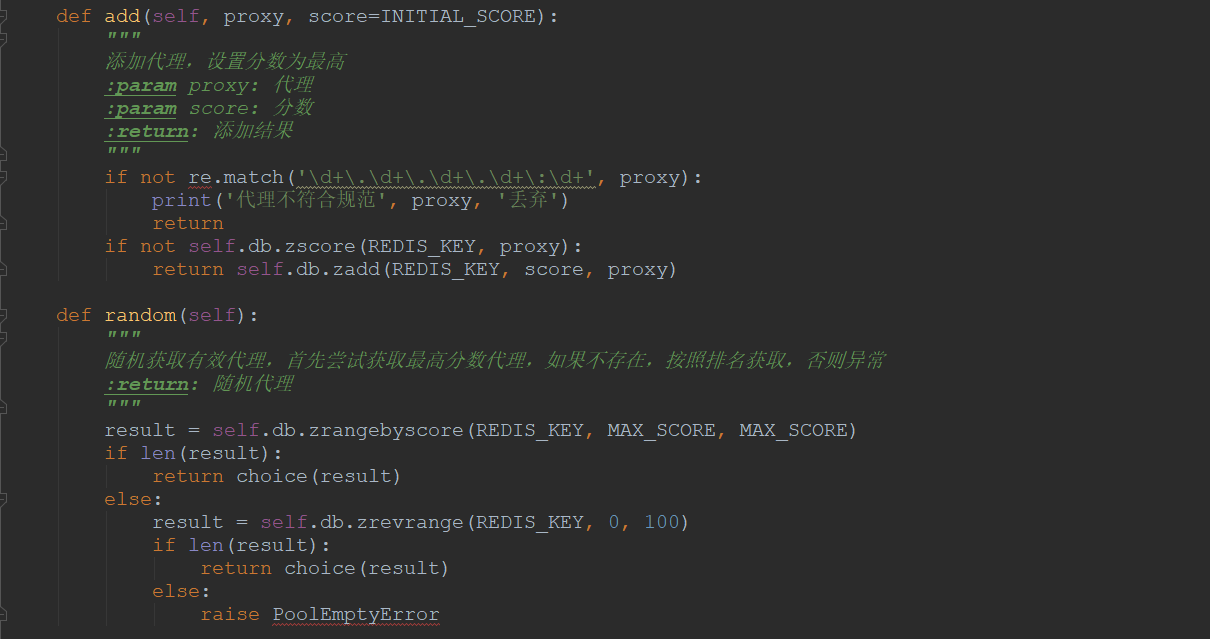 def add(self, proxy, score=INITIAL_SCORE):
"""
添加代理，设置分数为最高
:param proxy: 代理
:param score: 分数
:return: 添加结果
"""
if not re.match('\d+\.\d+\.\d+\.\d+\:\d+', proxy):
print('代理不符合规范', proxy, '丢弃')
return
if not self.db.zscore(REDIS_KEY, proxy):
return self.db.zadd(REDIS_KEY, score, proxy)
def random(self):
"""
随机获取有效代理，首先尝试获取最高分数代理，如果不存在，按照排名获取，否则异常
:return: 随机代理
"""
result = self.db.zrangebyscore(REDIS_KEY, MAX_SCORE, MAX_SCORE)
if len(result):
return choice(result)
else:
result = self.db.zrevrange(REDIS_KEY, 0, 100)
if len(result):
return choice(result)
else:
raise PoolEmptyError